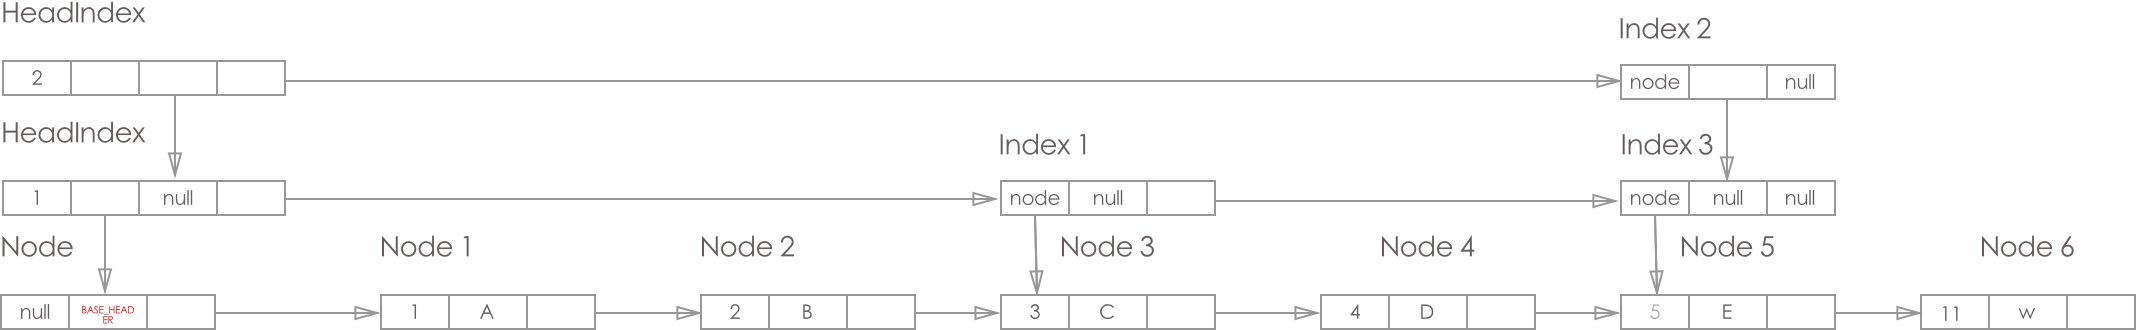 HeadIndex
Index 2
2
node null
HeadIndex
Index 1
Index 3
1 null
node null
node null null
Node
Node 1
Node 2
Node 3
Node 4
Node 5
Node 6
null BASE_HEAD
ER
1 A
2 B
3 C
4 D
5 E
11 w